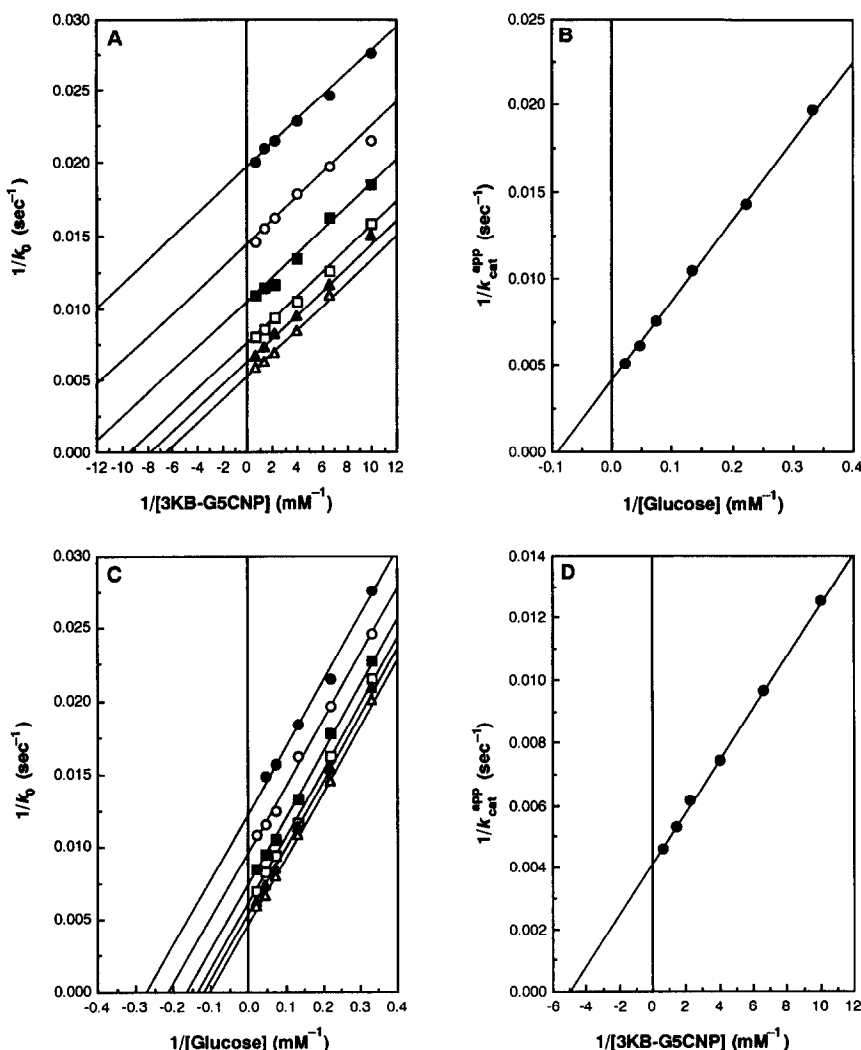 A
0.030
0.025
0.020
0.015
0.010
0.005
0.000
1/k₀ (sec⁻¹)
-12 -10 -8 -6 -4 -2 0 2 4 6 8 10 12
1/[3KB-G5CNP] (mM⁻¹)
B
0.025
0.020
0.015
0.010
0.005
0.000
1/k_cat^app (sec⁻¹)
-0.1 0.0 0.1 0.2 0.3 0.4
1/[Glucose] (mM⁻¹)
C
0.030
0.025
0.020
0.015
0.010
0.005
0.000
1/k₀ (sec⁻¹)
-0.4 -0.3 -0.2 -0.1 0.0 0.1 0.2 0.3 0.4
1/[Glucose] (mM⁻¹)
D
0.014
0.012
0.010
0.008
0.006
0.004
0.002
0.000
1/k_cat^app (sec⁻¹)
-6 -4 -2 0 2 4 6 8 10 12
1/[3KB-G5CNP] (mM⁻¹)